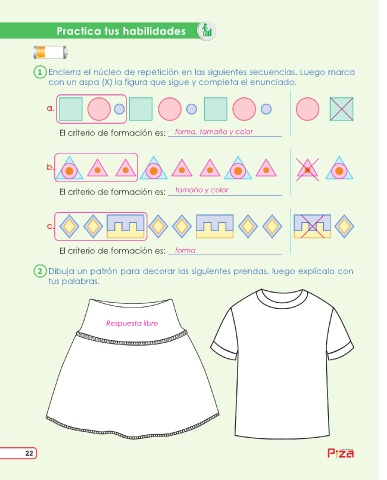 Practica tus habilidades
1 Encierra el núcleo de repetición en las siguientes secuencias. Luego marca
con un aspa (X) la figura que sigue y completa el enunciado.
a.
El criterio de formación es: forma, tamaño y color
b.
El criterio de formación es: tamaño y color
c.
El criterio de formación es: forma
2 Dibuja un patrón para decorar las siguientes prendas, luego explícalo con
tus palabras.
Respuesta libre
22